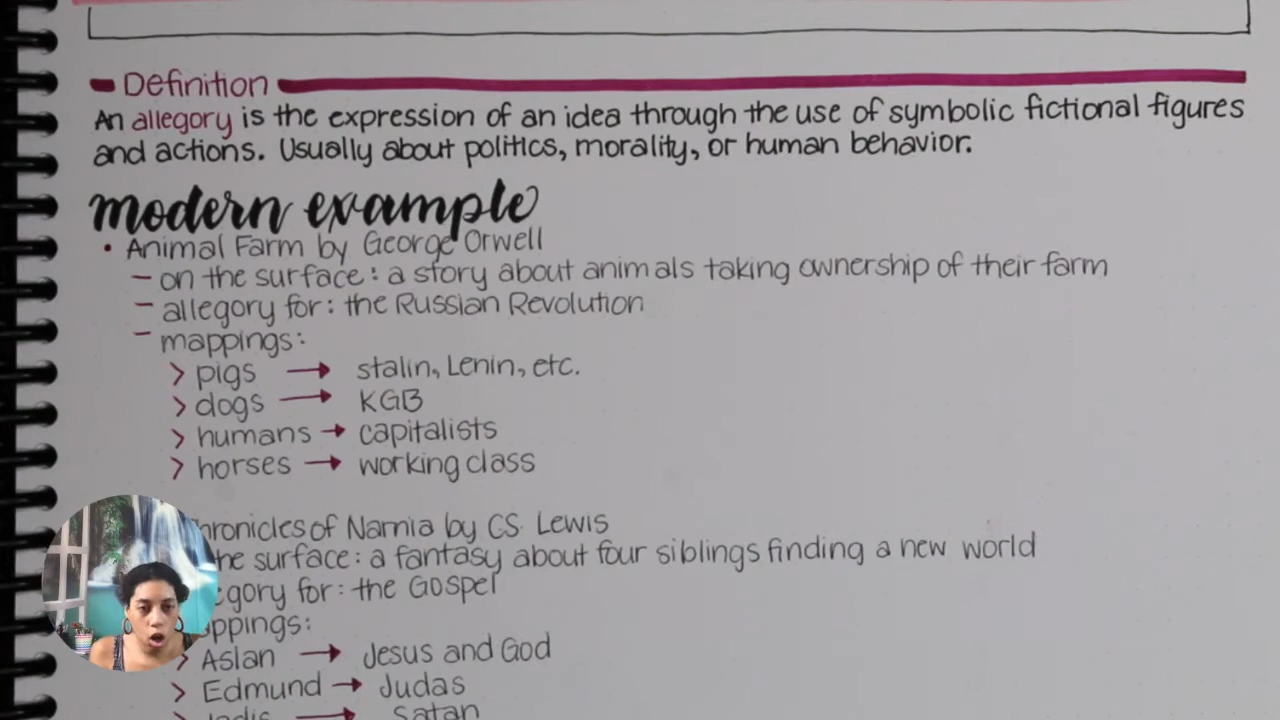 Definition
An allegory is the expression of an idea through the use of symbolic fictional figures
and actions. Usually about politics, morality, or human behavior.
modern example
• Animal Farm by George Orwell
– on the surface: a story about animals taking ownership of their farm
– allegory for: the Russian Revolution
– mappings:
> pigs → stalin, Lenin, etc.
> dogs → KGB
> humans → capitalists
> horses → working class
hronicles of Narnia by CS. Lewis
he surface: a fantasy about four siblings finding a new world
egory for: the Gospel
appings:
> Aslan → Jesus and God
> Edmund → Judas
> Jadis → Satan